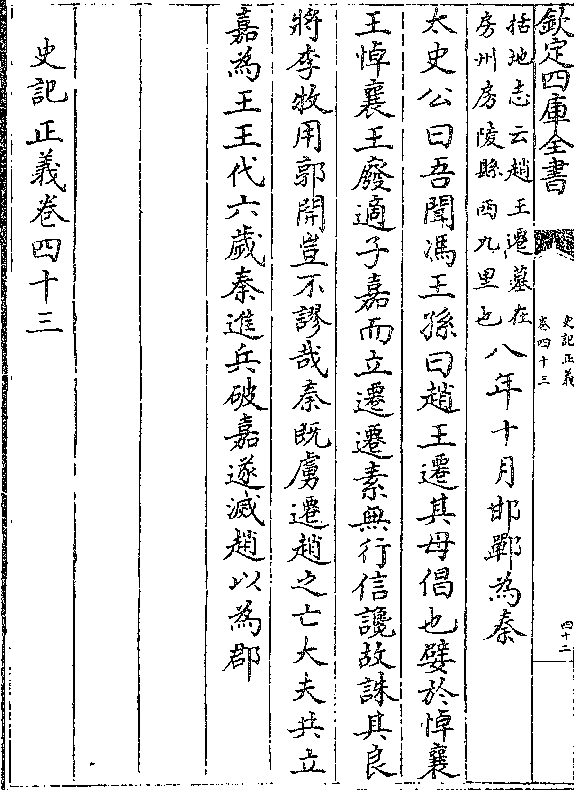 欽定四庫全書
史記正義
卷四十三
四十二
括地志云趙王遷墓在
房州房陵縣西九里也
八年十月邯鄲為秦
太史公曰吾聞馮王孫曰趙王遷其母倡也嬖於悼襄
王悼襄王廢適子嘉而立遷遷素無行信讒故誅其良
將李牧用郭開豈不謬哉秦既虜遷趙之亡大夫共立
嘉為王王代六歲秦進兵破嘉遂滅趙以為郡
史記正義卷四十三